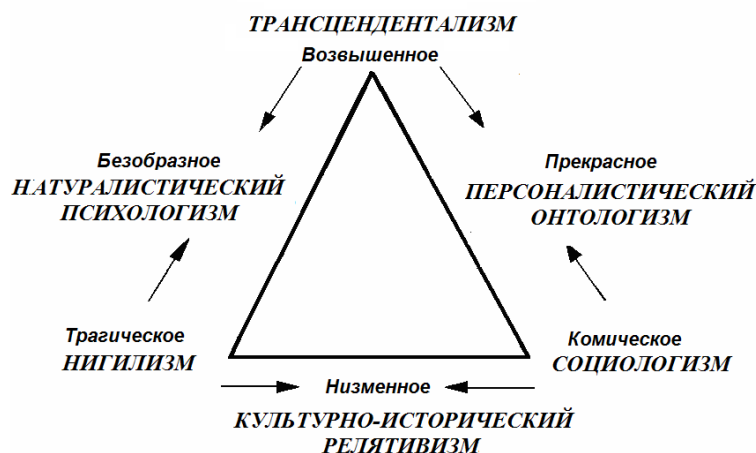 ТРАНСЦЕНДЕНТАЛИЗМ
Возвышенное
Безобразное
НАТУРАЛИСТИЧЕСКИЙ
ПСИХОЛОГИЗМ
Прекрасное
ПЕРСОНАЛИСТИЧЕСКИЙ
ОНТОЛОГИЗМ
Трагическое
НИГИЛИЗМ
Комическое
СОЦИОЛОГИЗМ
Низменное
КУЛЬТУРНО-ИСТОРИЧЕСКИЙ
РЕЛЯТИВИЗМ